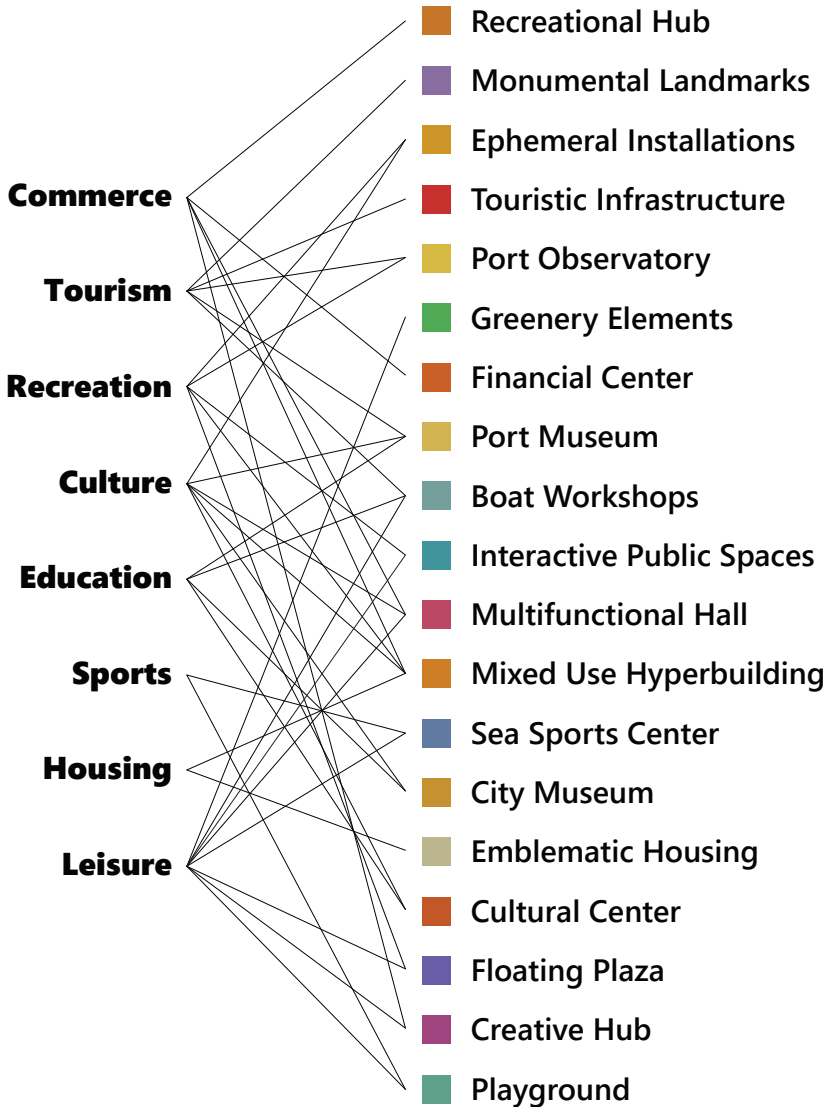 Commerce
Tourism
Recreation
Culture
Education
Sports
Housing
Leisure
Recreational Hub
Monumental Landmarks
Ephemeral Installations
Touristic Infrastructure
Port Observatory
Greenery Elements
Financial Center
Port Museum
Boat Workshops
Interactive Public Spaces
Multifunctional Hall
Mixed Use Hyperbuilding
Sea Sports Center
City Museum
Emblematic Housing
Cultural Center
Floating Plaza
Creative Hub
Playground